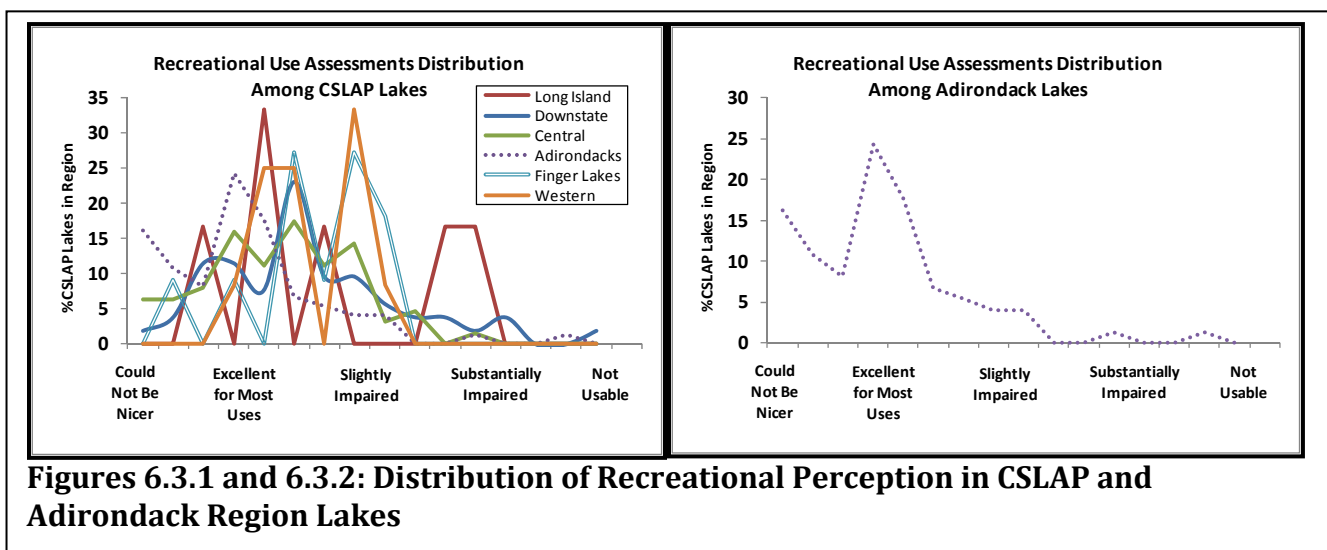 Recreational Use Assessments Distribution
Among CSLAP Lakes
%CSLAP Lakes in Region
35
30
25
20
15
10
5
0
Long Island
Downstate
Central
Adirondacks
Finger Lakes
Western
Could
Not Be
Nicer
Excellent
for Most
Uses
Slightly
Impaired
Substantially
Impaired
Not
Usable
Recreational Use Assessments Distribution
Among Adirondack Lakes
%CSLAP Lakes in Region
30
25
20
15
10
5
0
Could
Not Be
Nicer
Excellent
for Most
Uses
Slightly
Impaired
Substantially
Impaired
Not
Usable
Figures 6.3.1 and 6.3.2: Distribution of Recreational Perception in CSLAP and
Adirondack Region Lakes